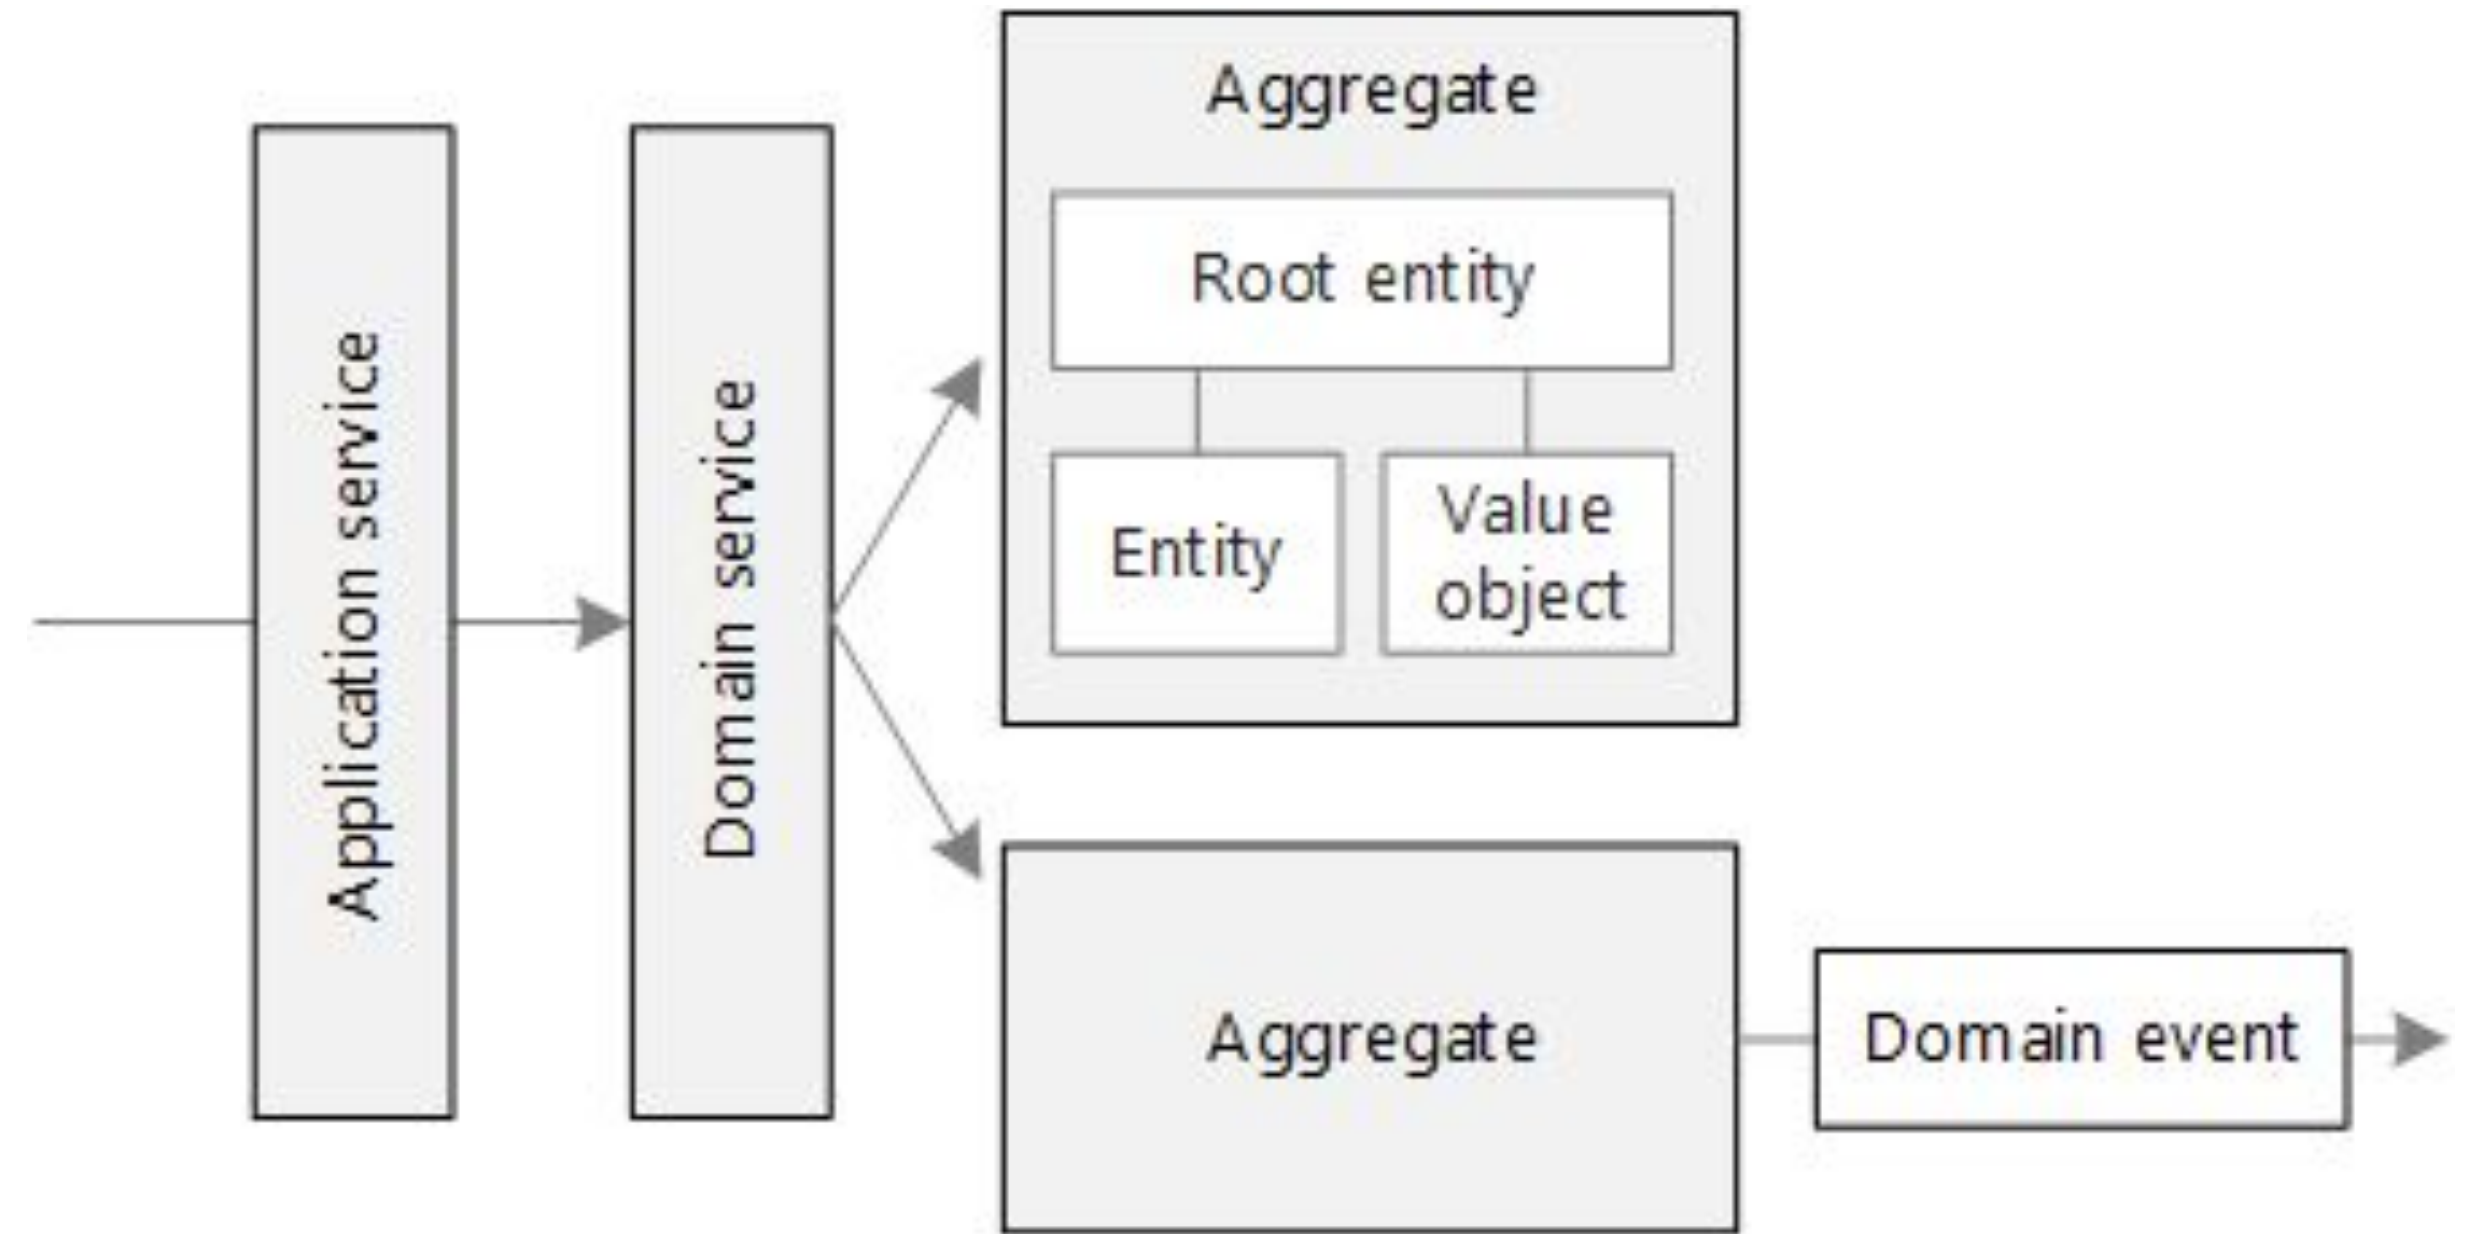 Application service
Domain service
Aggregate
Root entity
Entity
Value
object
Aggregate
Domain event